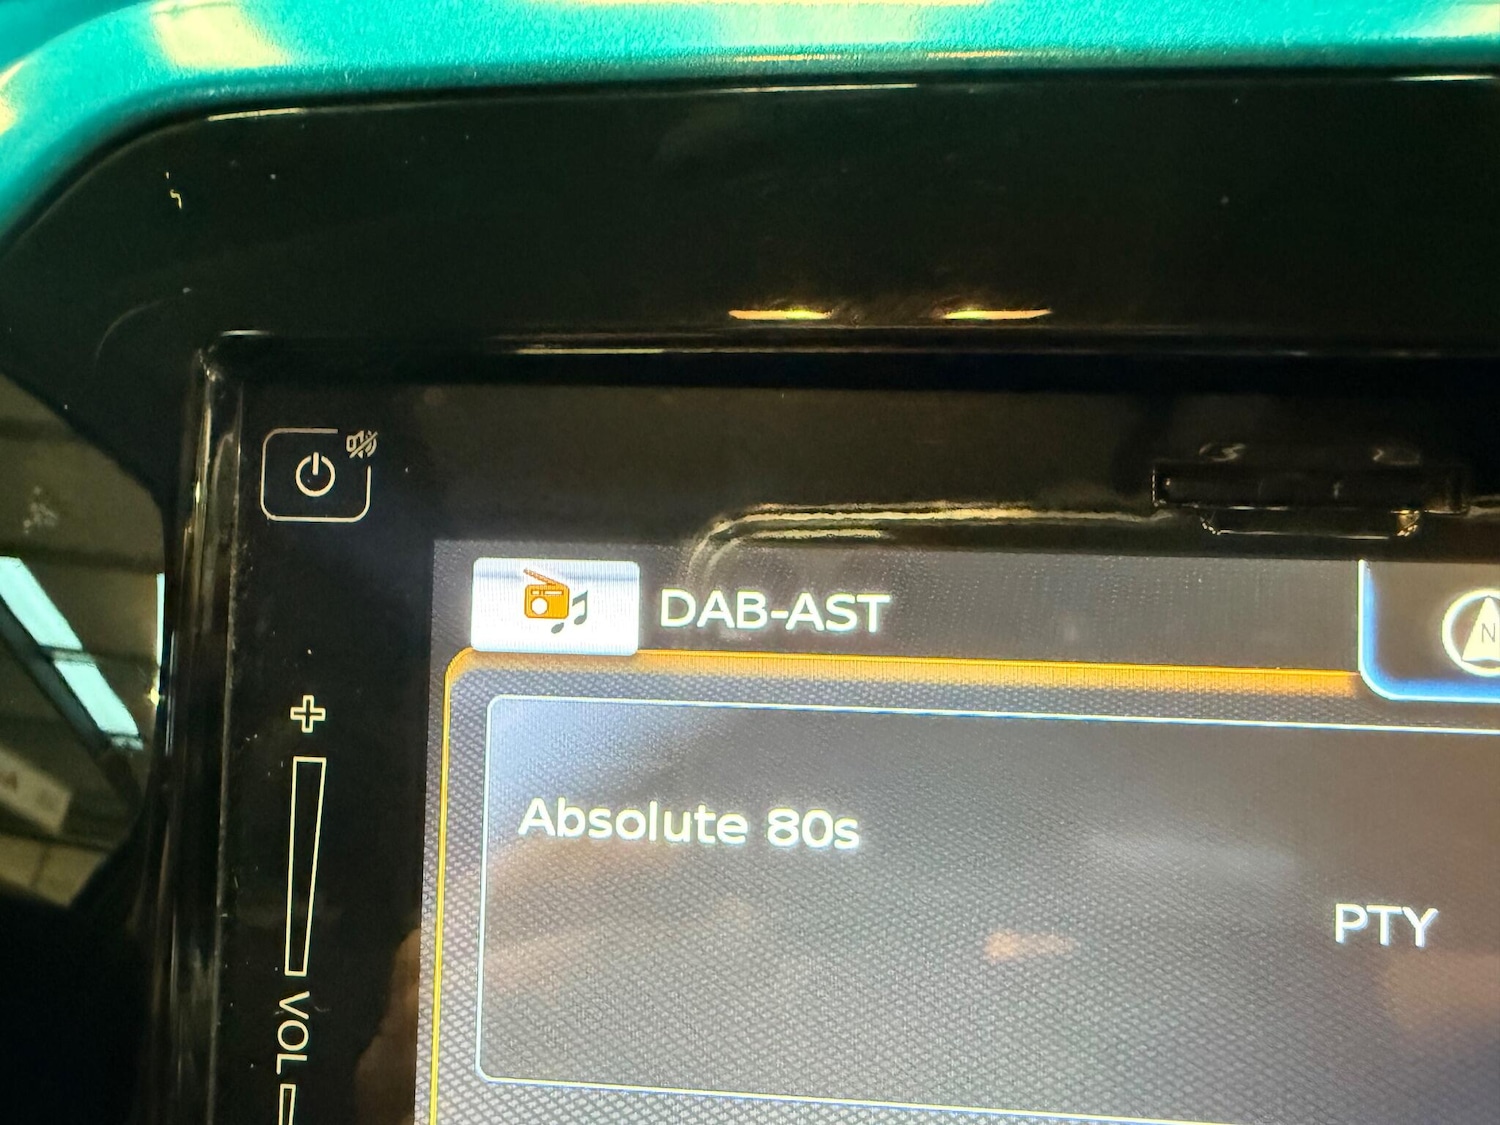 DAB-AST
N
Absolute 80s
PTY
+
VOL